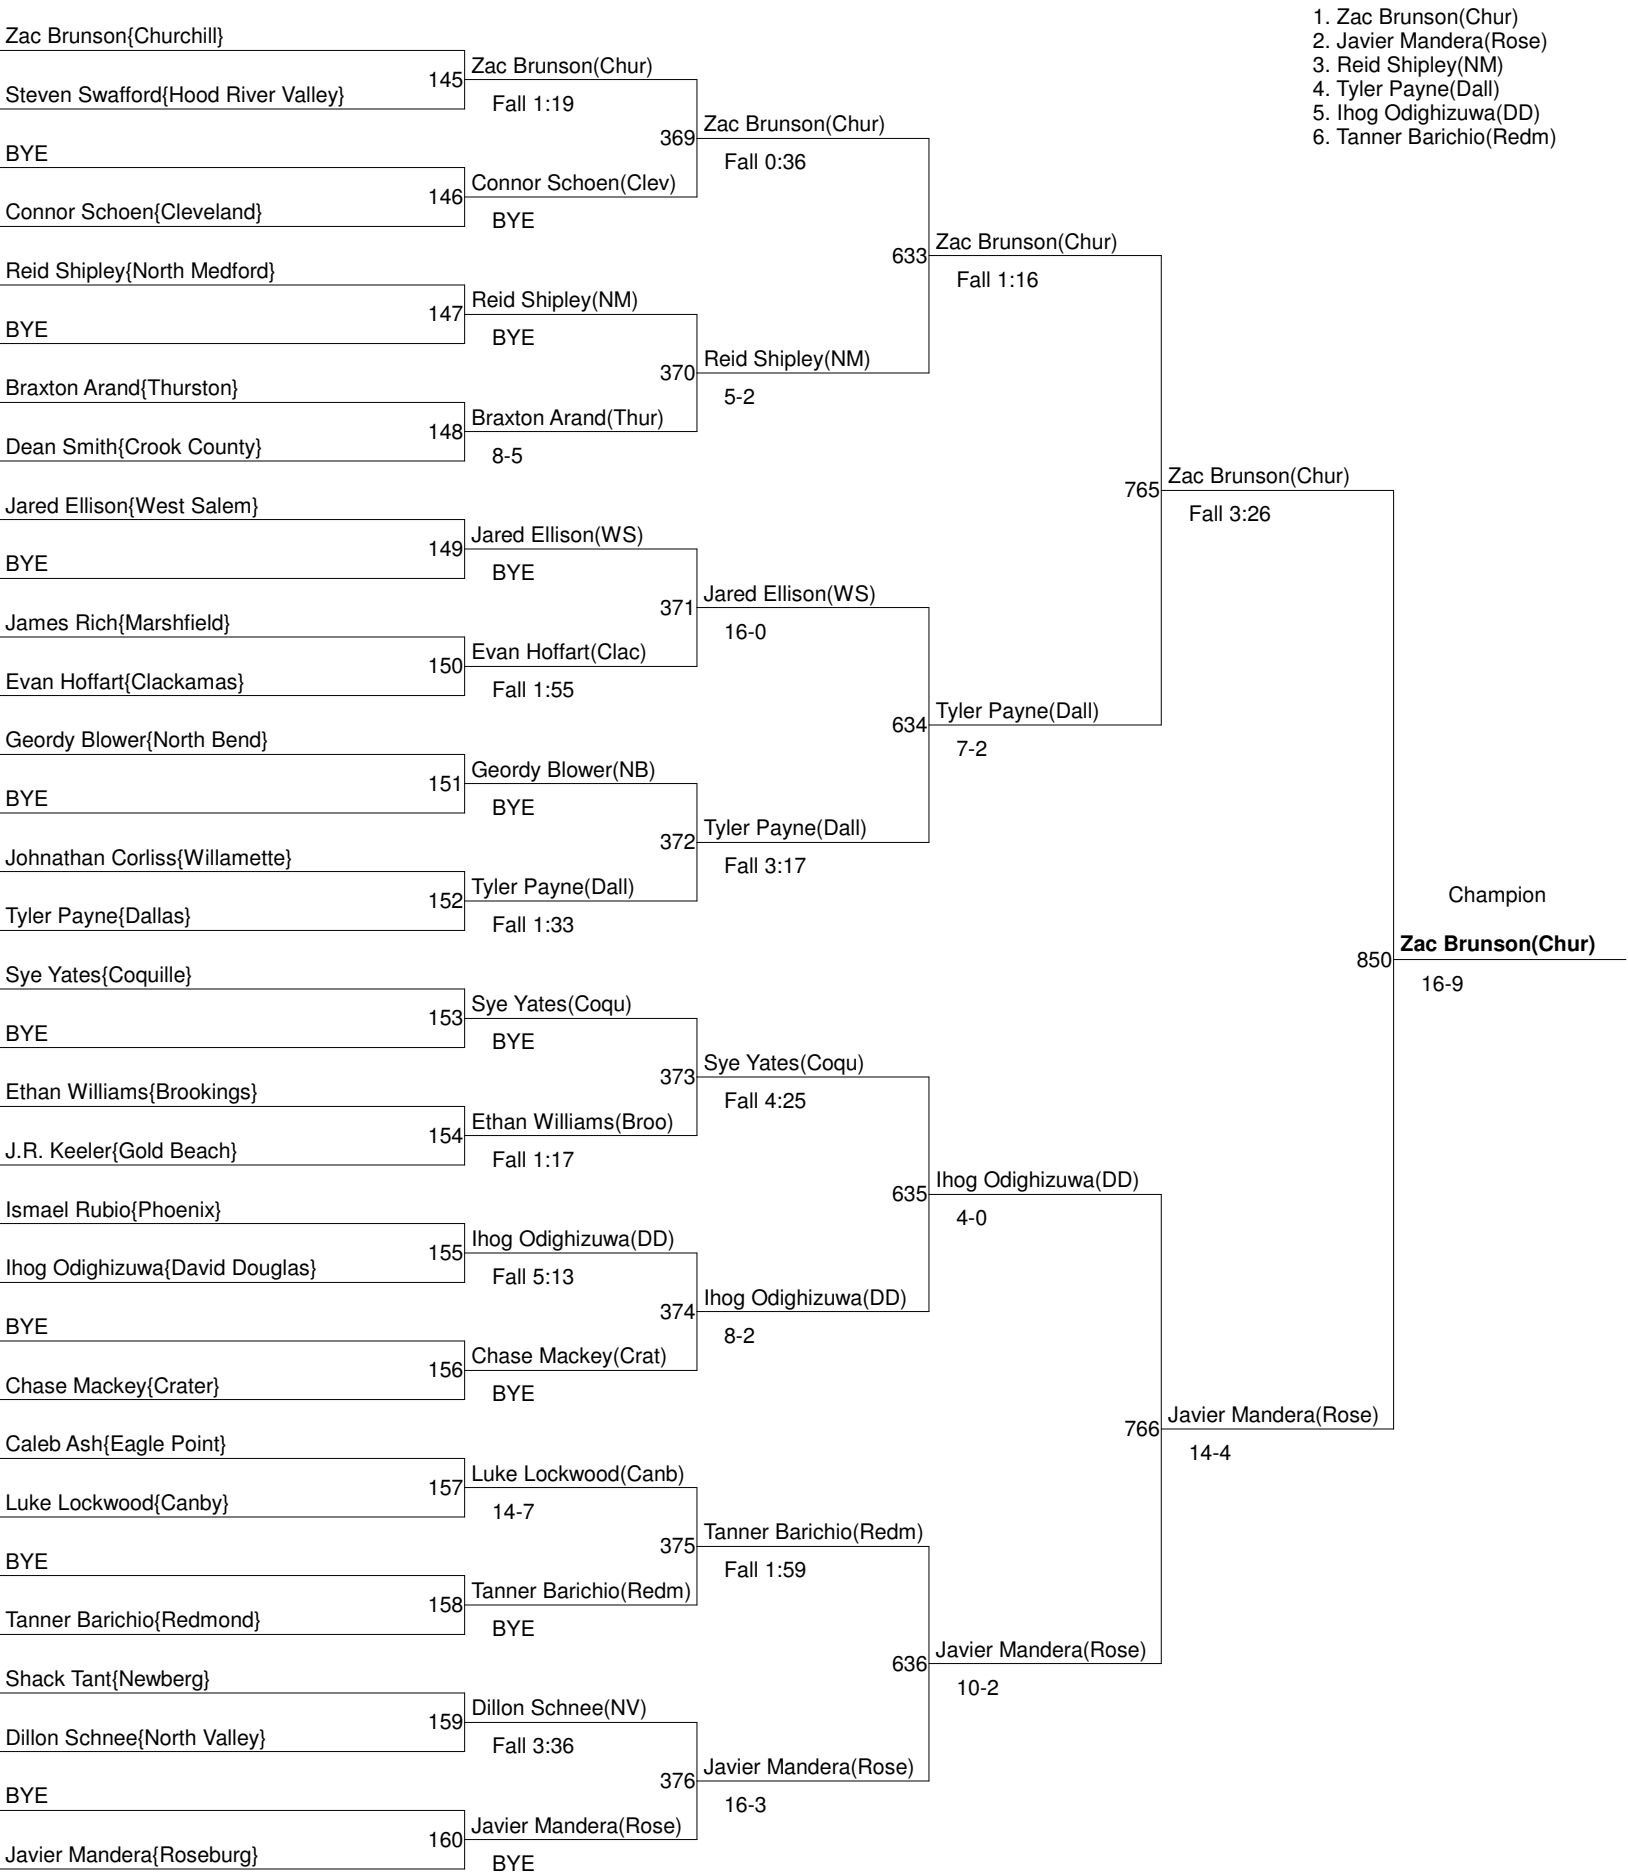 1. Zac Brunson(Chur)
2. Javier Mandera(Rose)
3. Reid Shipley(NM)
4. Tyler Payne(Dall)
5. Ihog Odighizuwa(DD)
6. Tanner Barichio(Redm)
Zac Brunson{Churchill}
Steven Swafford{Hood River Valley}
BYE
Connor Schoen{Cleveland}
Reid Shipley{North Medford}
BYE
Braxton Arand{Thurston}
Dean Smith{Crook County}
Jared Ellison{West Salem}
BYE
James Rich{Marshfield}
Evan Hoffart{Clackamas}
Geordy Blower{North Bend}
BYE
Johnathan Corliss{Willamette}
Tyler Payne{Dallas}
Sye Yates{Coquille}
BYE
Ethan Williams{Brookings}
J.R. Keeler{Gold Beach}
Ismael Rubio{Phoenix}
Ihog Odighizuwa{David Douglas}
BYE
Chase Mackey{Crater}
Caleb Ash{Eagle Point}
Luke Lockwood{Canby}
BYE
Tanner Barichio{Redmond}
Shack Tant{Newberg}
Dillon Schnee{North Valley}
BYE
Javier Mandera{Roseburg}
145 Zac Brunson(Chur)
Fall 1:19
146 Connor Schoen(Clev)
BYE
147 Reid Shipley(NM)
BYE
148 Braxton Arand(Thur)
8-5
149 Jared Ellison(WS)
BYE
150 Evan Hoffart(Clac)
Fall 1:55
151 Geordy Blower(NB)
BYE
152 Tyler Payne(Dall)
Fall 1:33
153 Sye Yates(Coqu)
BYE
154 Ethan Williams(Broo)
Fall 1:17
155 Ihog Odighizuwa(DD)
Fall 5:13
156 Chase Mackey(Crat)
BYE
157 Luke Lockwood(Canb)
14-7
158 Tanner Barichio(Redm)
BYE
159 Dillon Schnee(NV)
Fall 3:36
160 Javier Mandera(Rose)
BYE
369 Zac Brunson(Chur)
Fall 0:36
370 Reid Shipley(NM)
5-2
371 Jared Ellison(WS)
16-0
372 Tyler Payne(Dall)
Fall 3:17
373 Sye Yates(Coqu)
Fall 4:25
374 Ihog Odighizuwa(DD)
8-2
375 Tanner Barichio(Redm)
Fall 1:59
376 Javier Mandera(Rose)
16-3
633 Zac Brunson(Chur)
Fall 1:16
634 Tyler Payne(Dall)
7-2
635 Ihog Odighizuwa(DD)
4-0
636 Javier Mandera(Rose)
10-2
765 Zac Brunson(Chur)
Fall 3:26
766 Javier Mandera(Rose)
14-4
Champion
850 Zac Brunson(Chur)
16-9